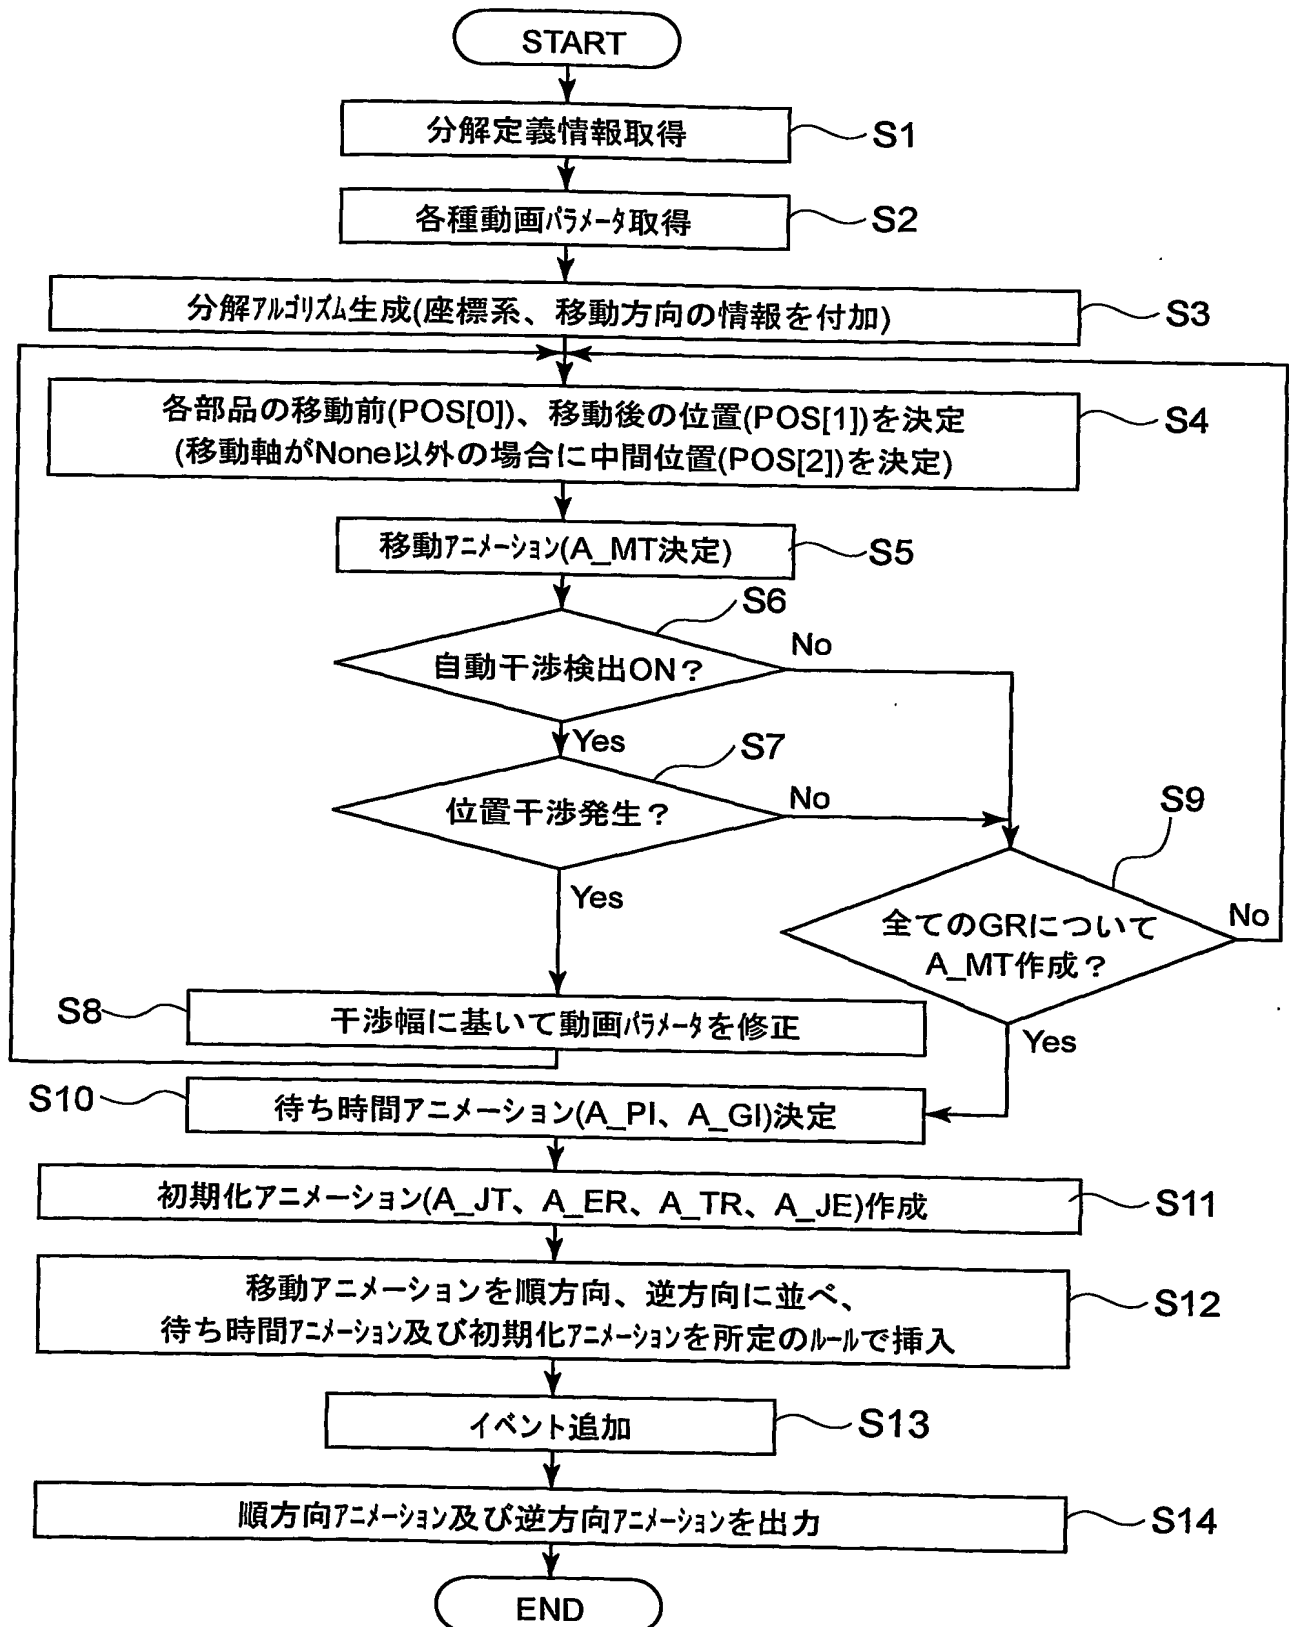 START
分解定義情報取得
S1
各種動画ﾊﾟﾗﾒｰﾀ取得
S2
分解ｱﾙｺﾞﾘｽﾞﾑ生成(座標系、移動方向の情報を付加)
S3
各部品の移動前(POS[0])、移動後の位置(POS[1])を決定
(移動軸がNone以外の場合に中間位置(POS[2])を決定)
S4
移動ｱﾆﾒｰｼｮﾝ(A_MT決定)
S5
S6
自動干渉検出ON?
No
Yes
S7
位置干渉発生?
No
Yes
S9
全てのGRについて
A_MT作成?
No
Yes
S8
干渉幅に基いて動画ﾊﾟﾗﾒｰﾀを修正
S10
待ち時間アニメーション(A_PI、A_GI)決定
初期化アニメーション(A_JT、A_ER、A_TR、A_JE)作成
S11
移動アニメーションを順方向、逆方向に並べ、
待ち時間ｱﾆﾒｰｼｮﾝ及び初期化ｱﾆﾒｰｼｮﾝを所定のﾙｰﾙで挿入
S12
イベント追加
S13
順方向ｱﾆﾒｰｼｮﾝ及び逆方向ｱﾆﾒｰｼｮﾝを出力
S14
END